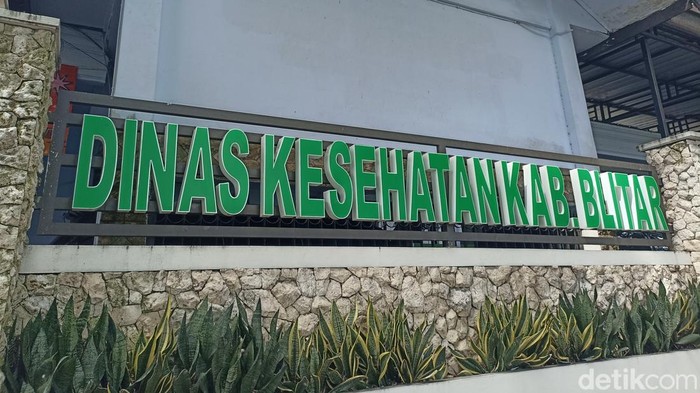 DINAS KESEHATAN KAB. BLITAR
detikcom